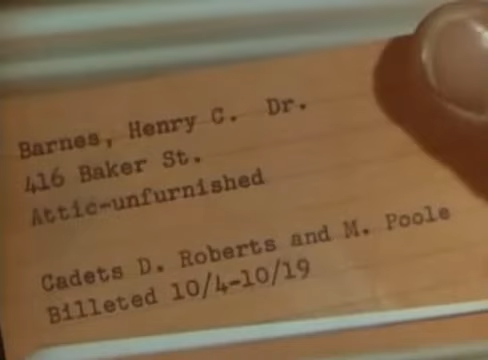 Barnes, Henry C. Dr.
416 Baker St.
Attic-unfurnished
Cadets D. Roberts and M. Poole
Billeted 10/4-10/19